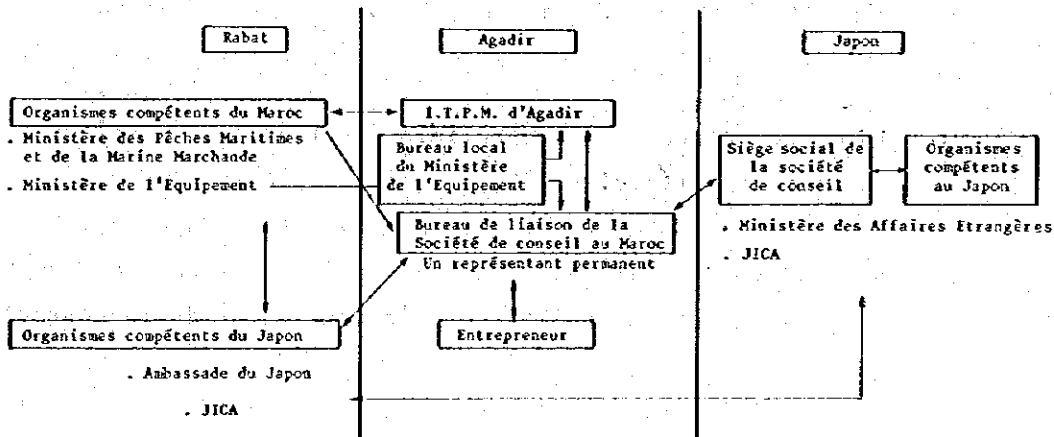 Rabat
Agadir
Japon
Organismes compétents du Maroc
. Ministère des Pêches Maritimes
et de la Marine Marchande
. Ministère de l'Equipement
I.T.P.M. d'Agadir
Bureau local
du Ministère
de l'Equipement
Bureau de liaison de la
Société de conseil au Maroc
Un représentant permanent
Siège social de
la société
de conseil
Organismes
compétents
au Japon
. Ministère des Affaires Etrangères
. JICA
Organismes compétents du Japon
. Ambassade du Japon
. JICA
Entrepreneur